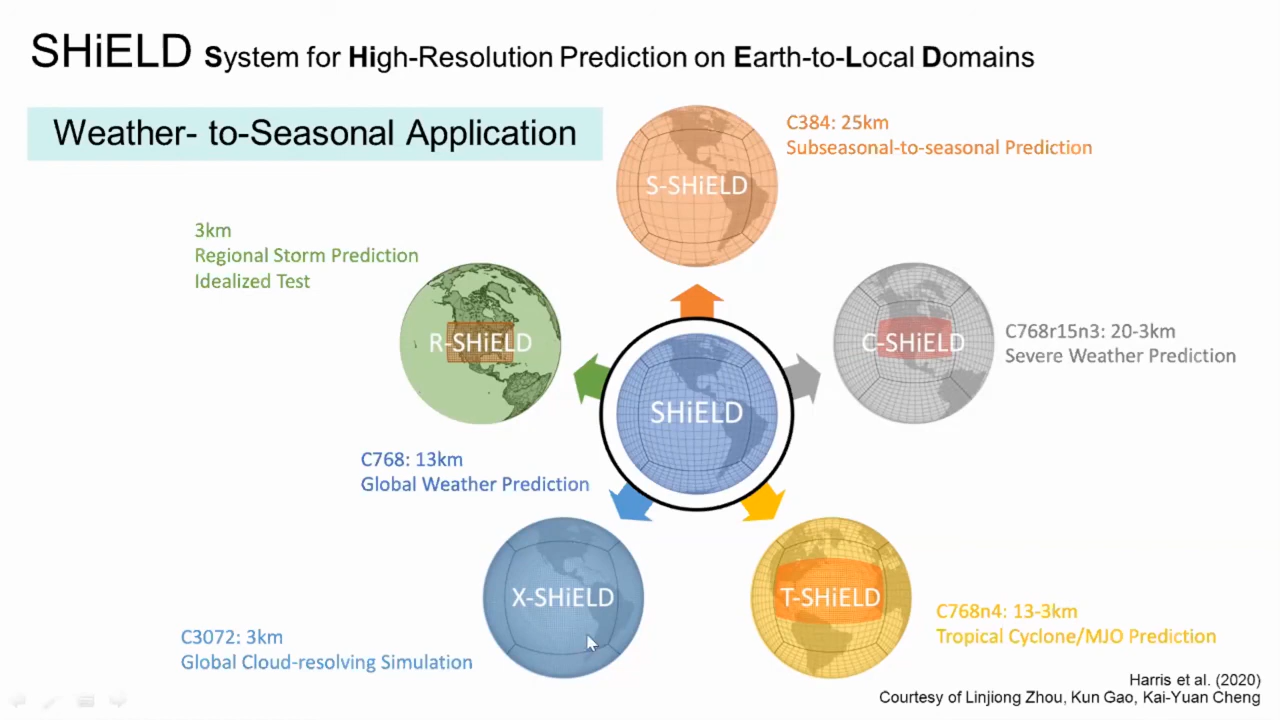 SHiELD System for High-Resolution Prediction on Earth-to-Local Domains
Weather- to-Seasonal Application
C384: 25km
Subseasonal-to-seasonal Prediction
S-SHiELD
3km
Regional Storm Prediction
Idealized Test
R-SHiELD
C-SHiELD
C768r15n3: 20-3km
Severe Weather Prediction
SHiELD
C768: 13km
Global Weather Prediction
X-SHiELD
T-SHiELD
C3072: 3km
Global Cloud-resolving Simulation
C768n4: 13-3km
Tropical Cyclone/MJO Prediction
Harris et al. (2020)
Courtesy of Linjiong Zhou, Kun Gao, Kai-Yuan Cheng